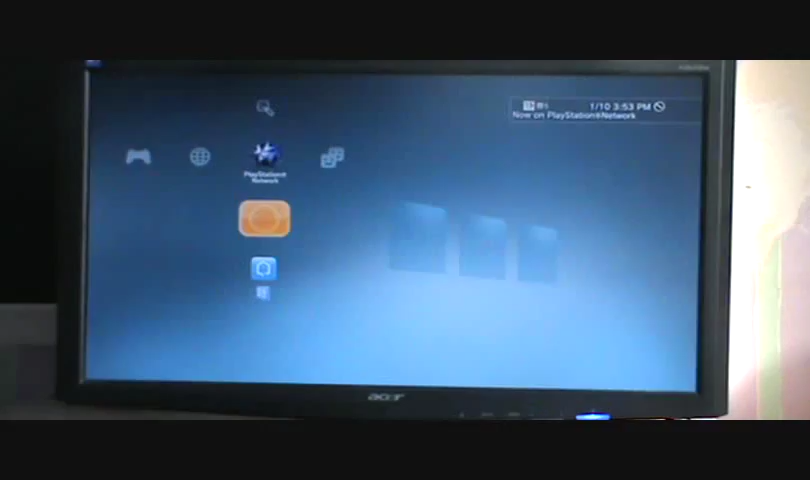 1/10 3:53 PM
Now on PlayStation®Network
PlayStation®
Network
acer